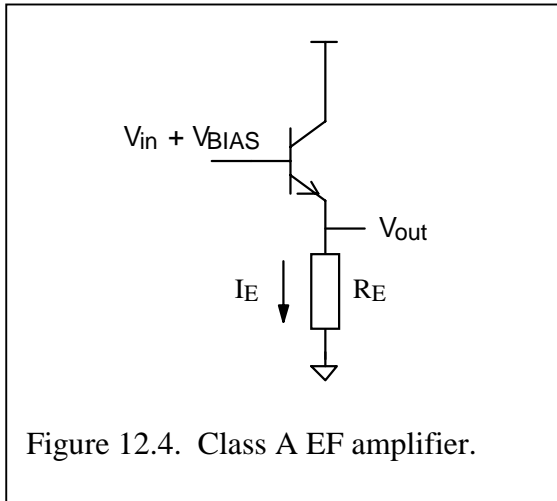 Vin + VBIAS
Vout
IE RE
Figure 12.4. Class A EF amplifier.